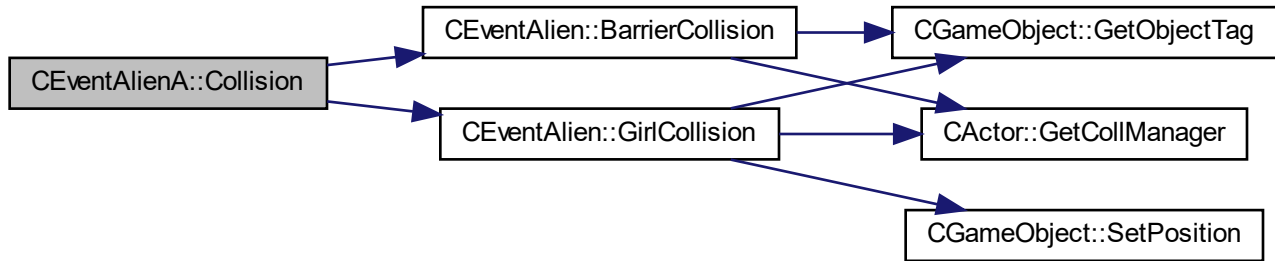 CEventAlienA::Collision
CEventAlien::BarrierCollision
CEventAlien::GirlCollision
CGameObject::GetObjectTag
CActor::GetCollManager
CGameObject::SetPosition